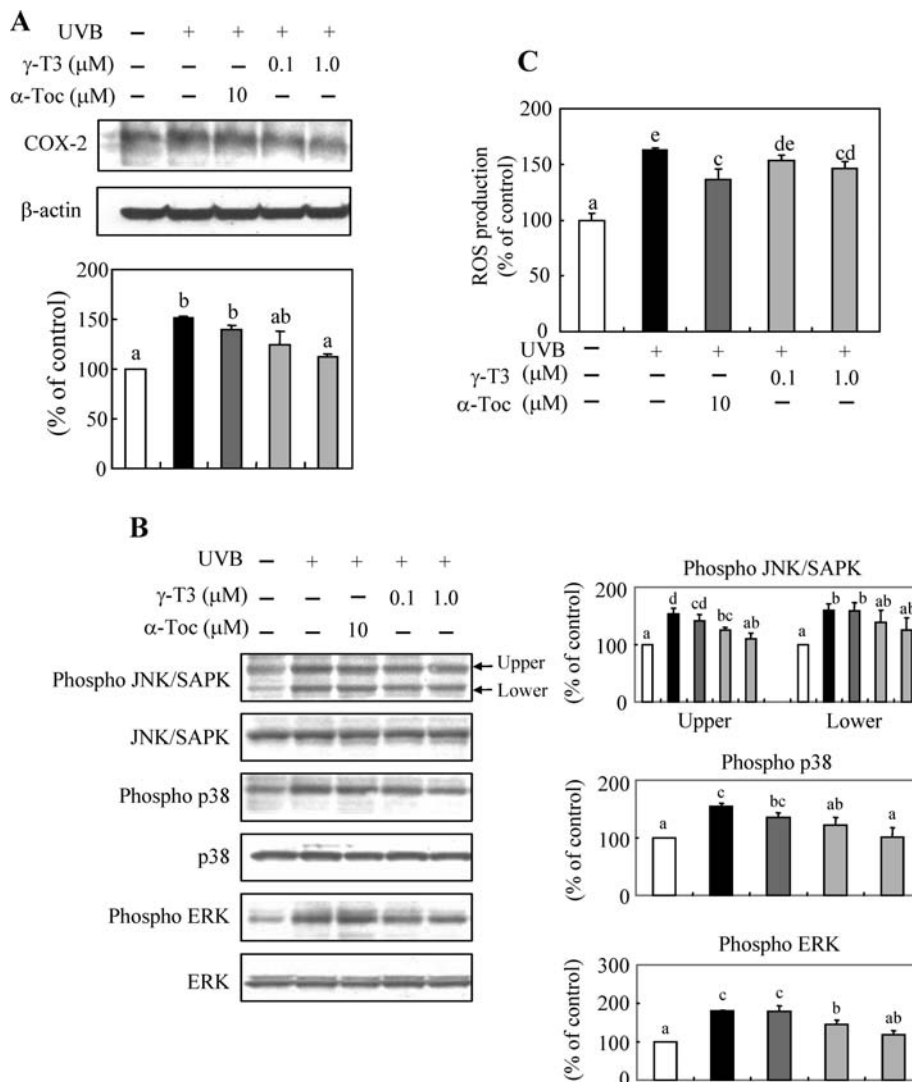 A
UVB – + + + +
γ-T3 (μM) – – – 0.1 1.0
α-Toc (μM) – – 10 – –
COX-2
β-actin
(% of control)
200
150
100
50
0
a b b ab a
C
ROS production
(% of control)
200
150
100
50
0
a e c de cd
UVB – + + + +
γ-T3 (μM) – – – 0.1 1.0
α-Toc (μM) – – 10 – –
B
UVB – + + + +
γ-T3 (μM) – – – 0.1 1.0
α-Toc (μM) – – 10 – –
Phospho JNK/SAPK
Upper
Lower
JNK/SAPK
Phospho p38
p38
Phospho ERK
ERK
Phospho JNK/SAPK
(% of control)
200
100
0
a d cd bc ab a b b ab ab
Upper Lower
Phospho p38
(% of control)
200
100
0
a c bc ab a
Phospho ERK
(% of control)
300
200
100
0
a c c b ab